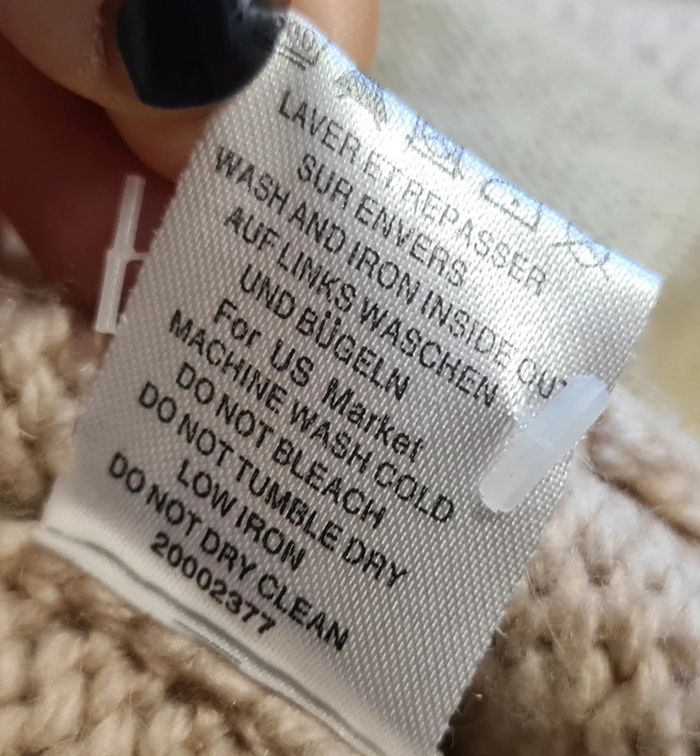 LAVER ET REPASSER
SUR ENVERS
WASH AND IRON INSIDE OUT
AUF LINKS WASCHEN
UND BÜGELN
For US Market
MACHINE WASH COLD
DO NOT BLEACH
DO NOT TUMBLE DRY
LOW IRON
DO NOT DRY CLEAN
20002377